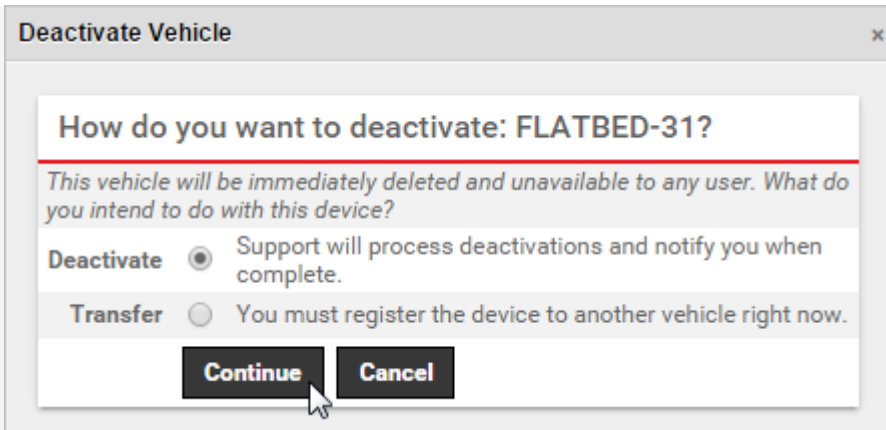 Deactivate Vehicle ×
How do you want to deactivate: FLATBED-31?
This vehicle will be immediately deleted and unavailable to any user. What do
you intend to do with this device?
Deactivate Support will process deactivations and notify you when
complete.
Transfer You must register the device to another vehicle right now.
Continue Cancel